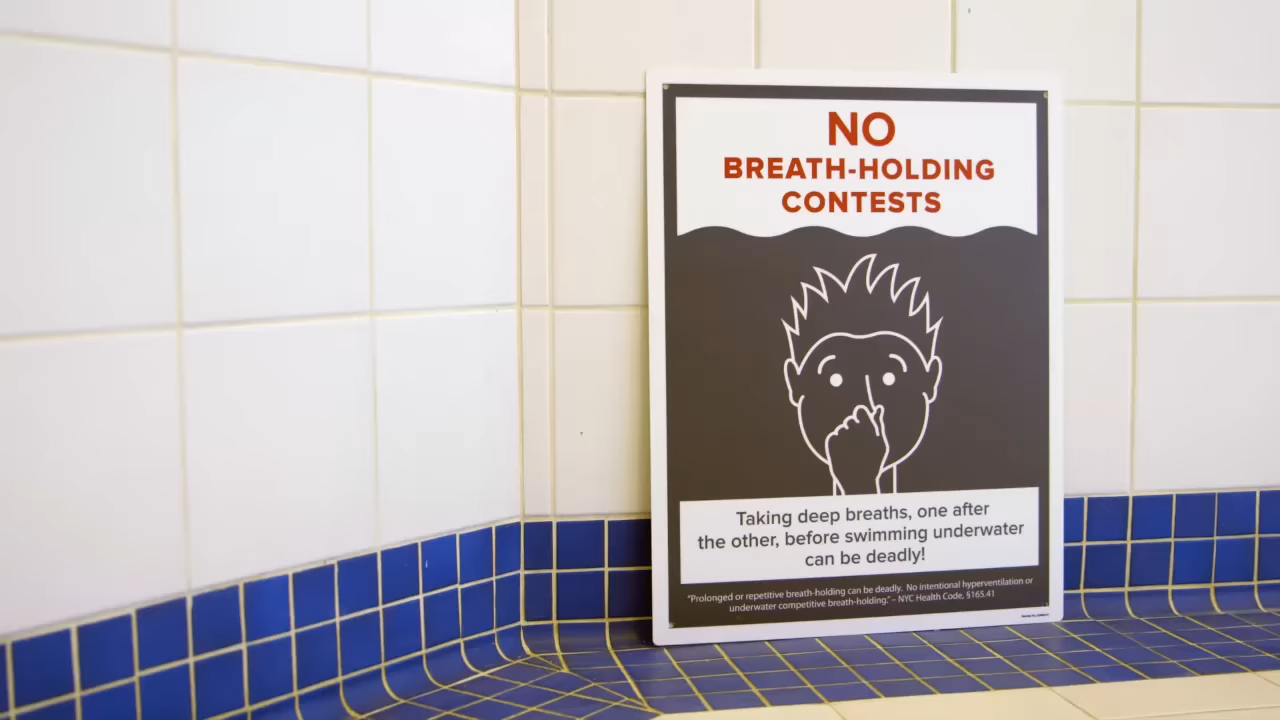 NO
BREATH-HOLDING
CONTESTS
Taking deep breaths, one after
the other, before swimming underwater
can be deadly!
"Prolonged or repetitive breath-holding can be deadly. No intentional hyperventilation or
underwater competitive breath-holding." – NYC Health Code, §165.41